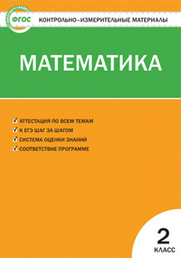 ФГОС
КОНТРОЛЬНО-ИЗМЕРИТЕЛЬНЫЕ МАТЕРИАЛЫ
МАТЕМАТИКА
АТТЕСТАЦИЯ ПО ВСЕМ ТЕМАМ
К ЕГЭ ШАГ ЗА ШАГОМ
СИСТЕМА ОЦЕНКИ ЗНАНИЙ
СООТВЕТСТВИЕ ПРОГРАММЕ
2
КЛАСС